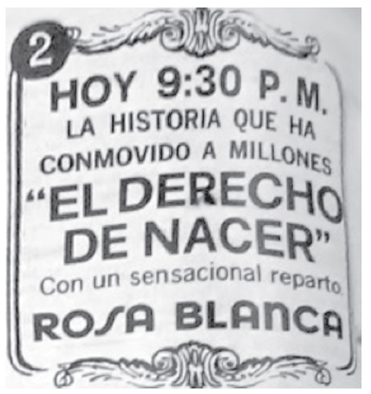 2
HOY 9:30 P.M.
LA HISTORIA QUE HA
CONMOVIDO A MILLONES
"EL DERECHO
DE NACER"
Con un sensacional reparto
ROSA BLANCA